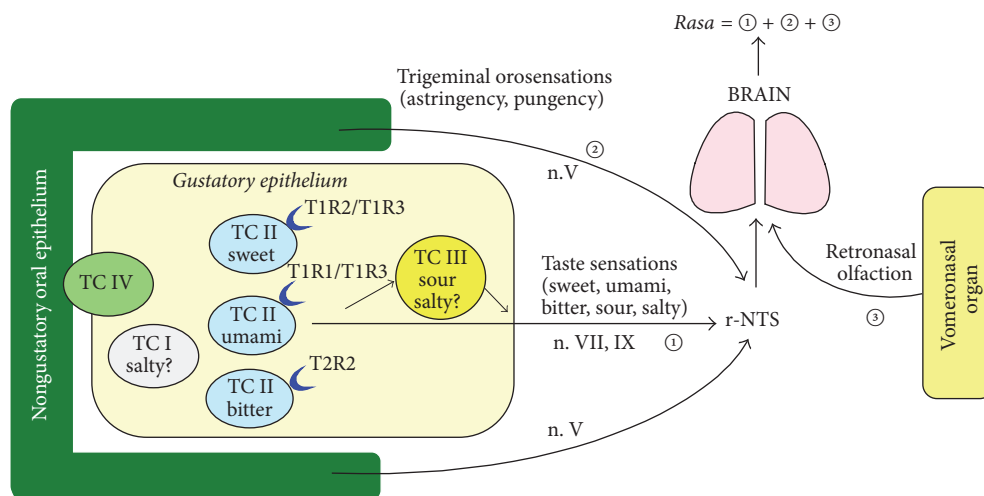 Rasa = ① + ② + ③
BRAIN
Trigeminal orosensations
(astringency, pungency)
②
n.V
Nongustatory oral epithelium
Gustatory epithelium
T1R2/T1R3
TC II
sweet
TC IV
T1R1/T1R3
TC II
umami
TC III
sour
salty?
TC I
salty?
T2R2
TC II
bitter
Taste sensations
(sweet, umami,
bitter, sour, salty)
n. VII, IX
①
r-NTS
n. V
Retronasal
olfaction
③
Vomeronasal
organ